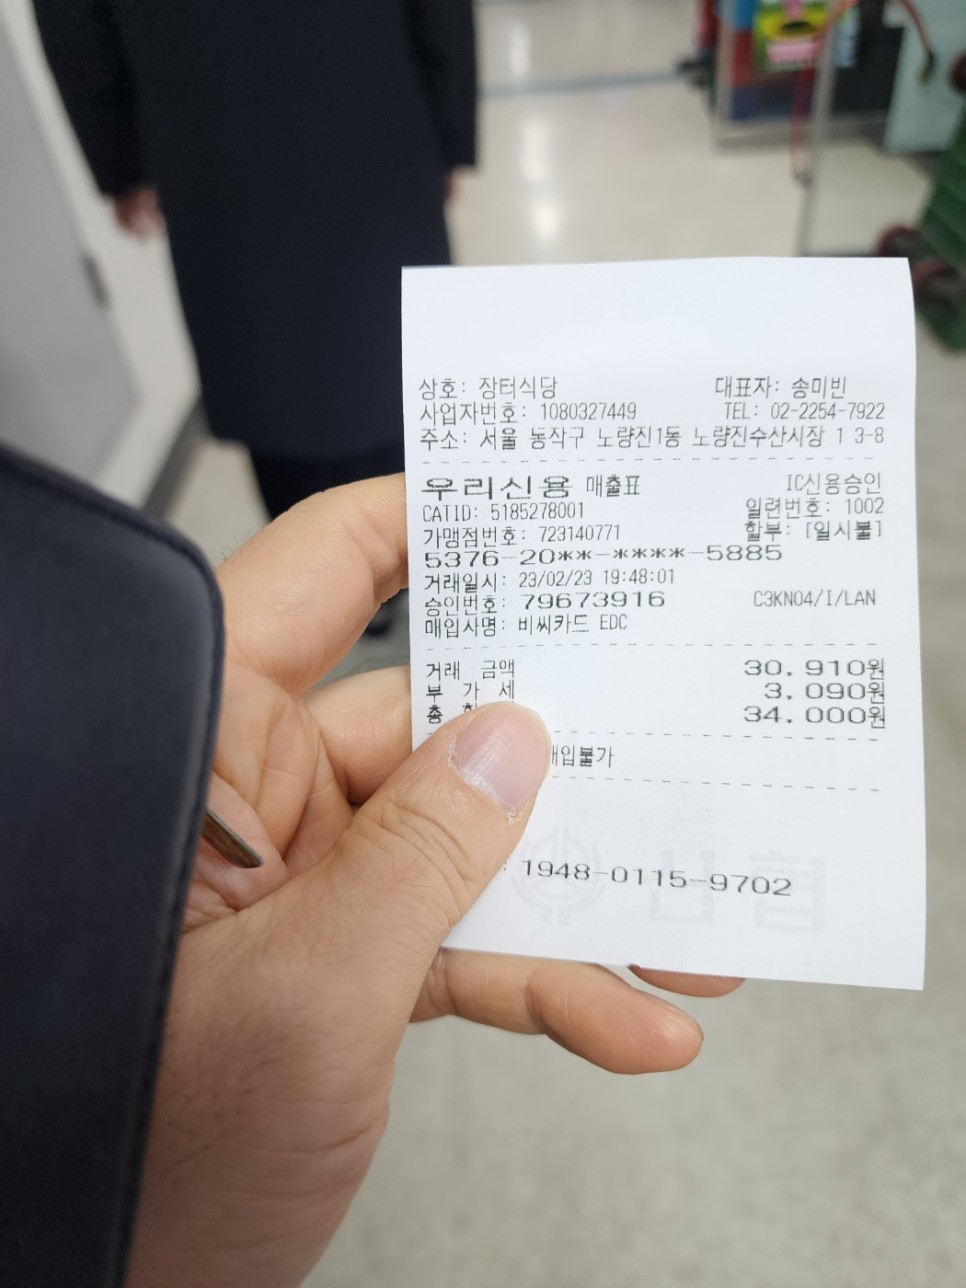 상호: 장터식당 대표자: 송미빈
사업자번호: 1080327449 TEL: 02-2254-7922
주소: 서울 동작구 노량진1동 노량진수산시장 1 3-8
우리신용 매출표 IC신용승인
CATID: 5185278001 일련번호: 1002
가맹점번호: 723140771 할부: [일시불]
5376-20**-****-5885
거래일시: 23/02/23 19:48:01
승인번호: 79673916 C3KN04/I/LAN
매입사명: 비씨카드 EDC
거래 금액 30,910원
부 가 세 3,090원
총 34,000원
매입불가
: 1948-0115-9702